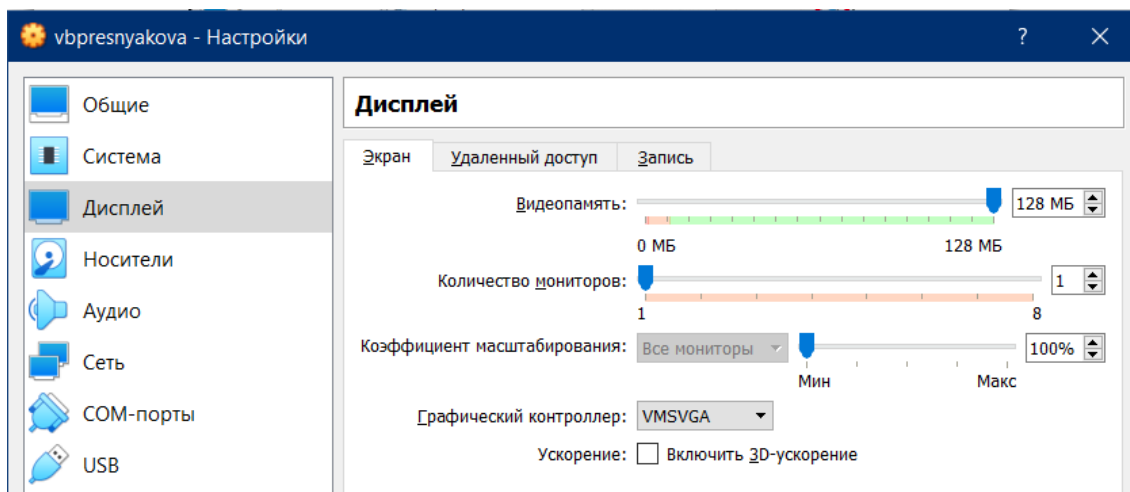 vbpresnyakova - Настройки
?
Общие
Система
Дисплей
Носители
Аудио
Сеть
COM-порты
USB
Дисплей
Экран Удаленный доступ Запись
Видеопамять: 128 МБ
0 МБ 128 МБ
Количество мониторов: 1
1 8
Коэффициент масштабирования: Все мониторы 100%
Мин Макс
Графический контроллер: VMSVGA
Ускорение: Включить 3D-ускорение